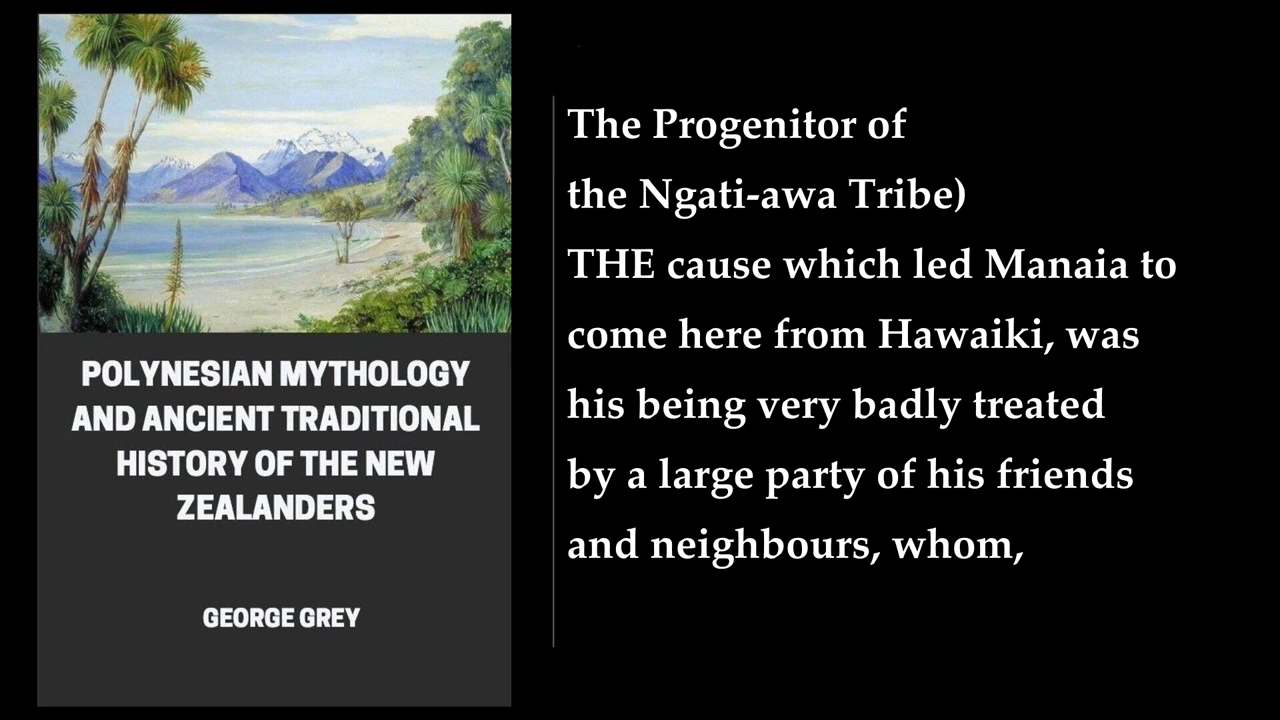 POLYNESIAN MYTHOLOGY
AND ANCIENT TRADITIONAL
HISTORY OF THE NEW
ZEALANDERS
GEORGE GREY
The Progenitor of
the Ngati-awa Tribe)
THE cause which led Manaia to
come here from Hawaiki, was
his being very badly treated
by a large party of his friends
and neighbours, whom,